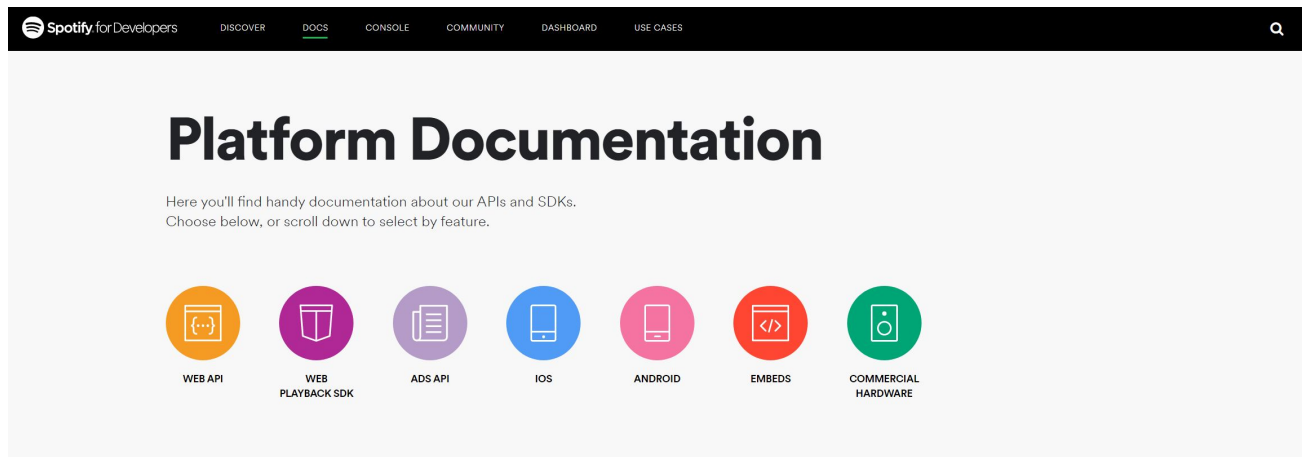 Spotify for Developers DISCOVER DOCS CONSOLE COMMUNITY DASHBOARD USE CASES
Platform Documentation
Here you'll find handy documentation about our APIs and SDKs.
Choose below, or scroll down to select by feature.
{...} </>
WEB API WEB ADS API IOS ANDROID EMBEDS COMMERCIAL
PLAYBACK SDK HARDWARE